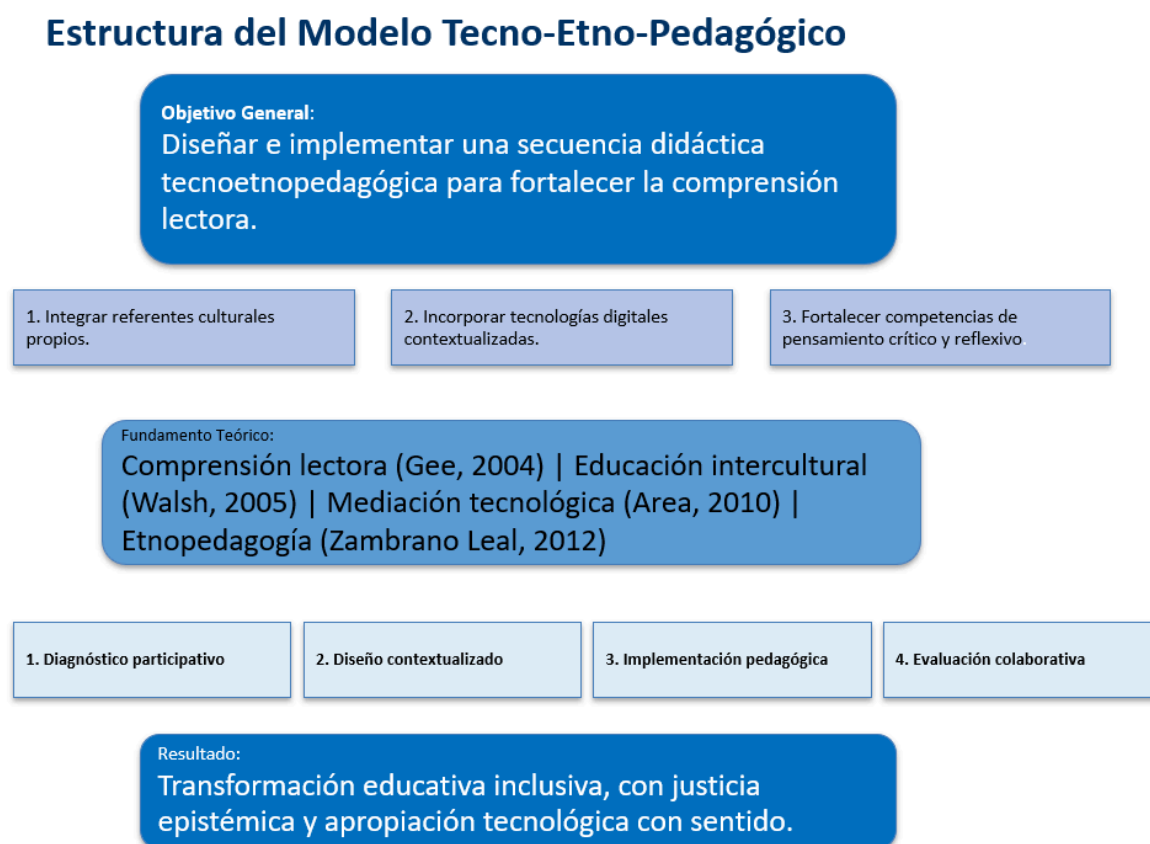 Estructura del Modelo Tecno-Etno-Pedagógico
Objetivo General:
Diseñar e implementar una secuencia didáctica
tecnoetnopedagógica para fortalecer la comprensión
lectora.
1. Integrar referentes culturales
propios.
2. Incorporar tecnologías digitales
contextualizadas.
3. Fortalecer competencias de
pensamiento crítico y reflexivo.
Fundamento Teórico:
Comprensión lectora (Gee, 2004) | Educación intercultural
(Walsh, 2005) | Mediación tecnológica (Area, 2010) |
Etnopedagogía (Zambrano Leal, 2012)
1. Diagnóstico participativo
2. Diseño contextualizado
3. Implementación pedagógica
4. Evaluación colaborativa
Resultado:
Transformación educativa inclusiva, con justicia
epistémica y apropiación tecnológica con sentido.